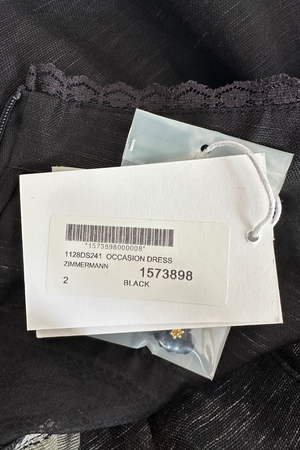 *1573898000008*
1128DS241 OCCASION DRESS
ZIMMERMANN
1573898
2 BLACK